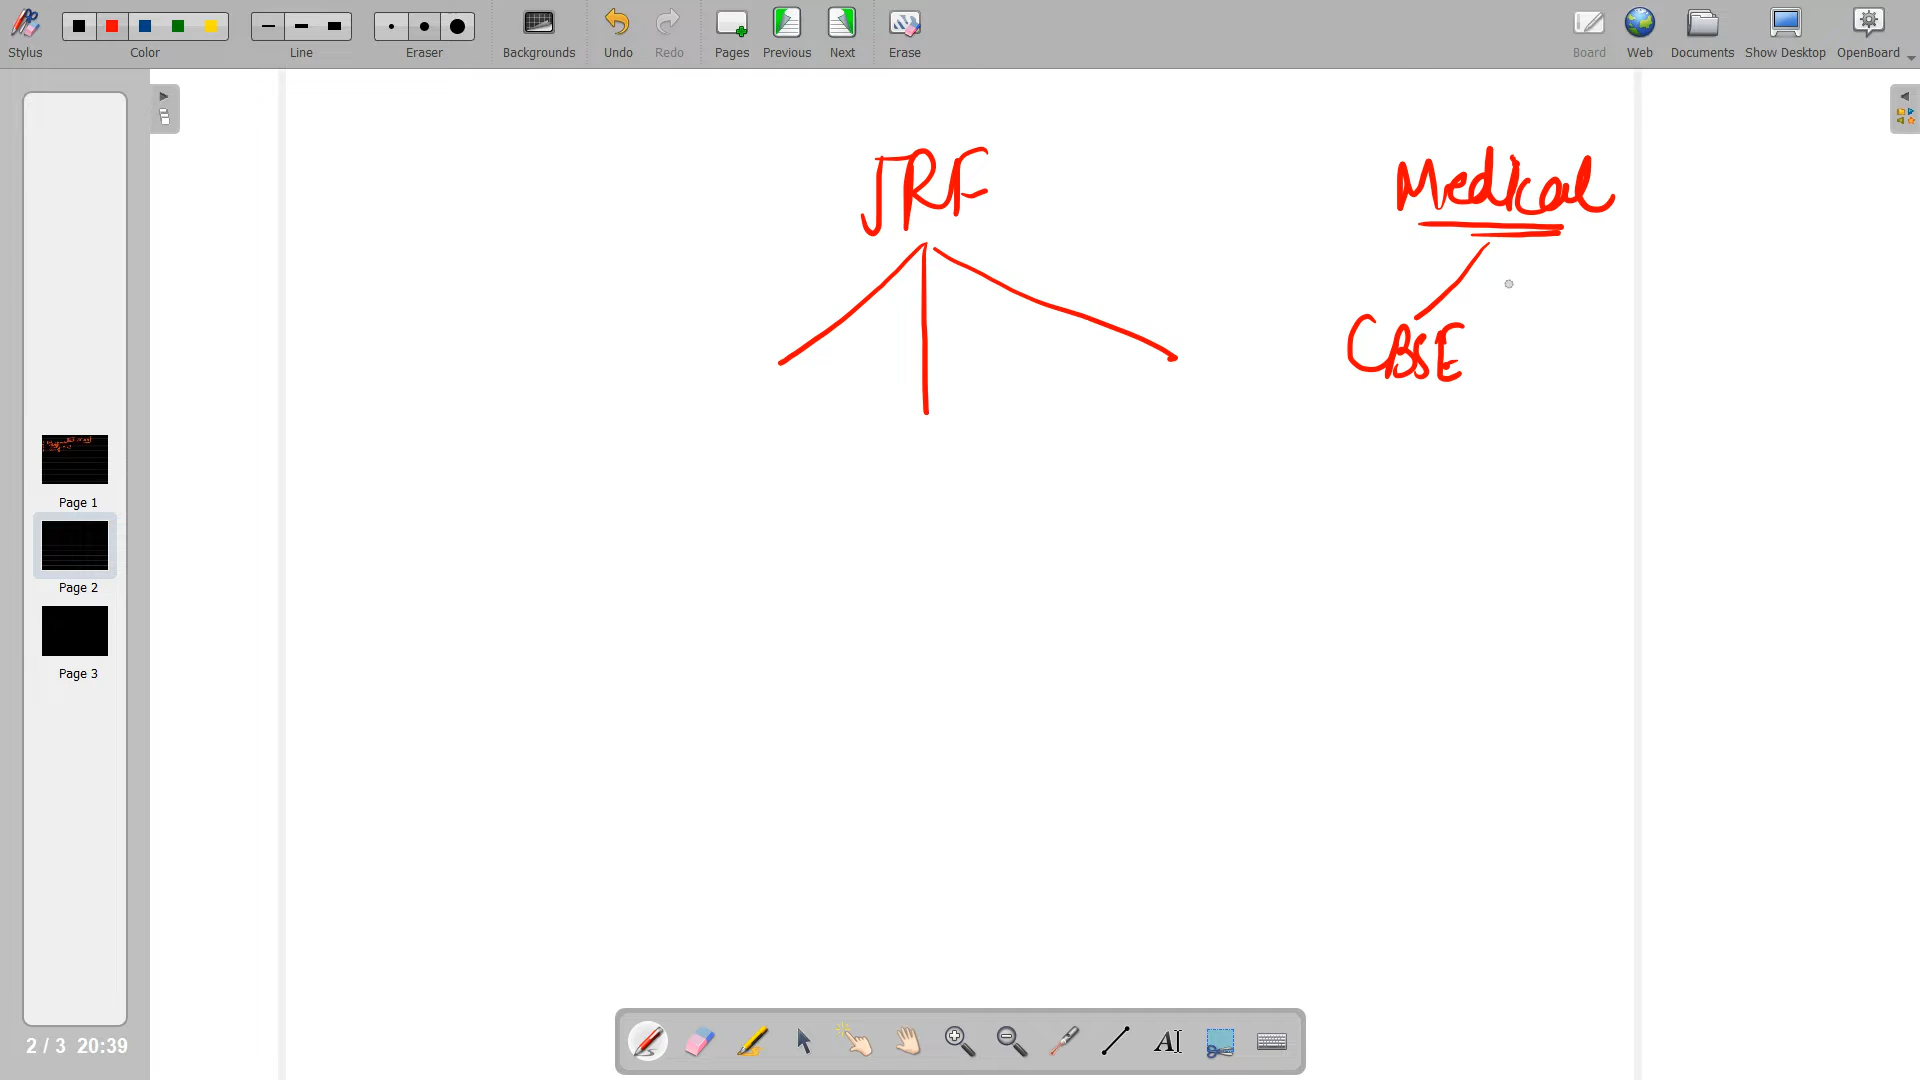 Stylus
Color
Line
Eraser
Backgrounds
Undo
Redo
Pages
Previous
Next
Erase
Board
Web
Documents
Show Desktop
OpenBoard
JRF
Medical
CBSE
Page 1
Page 2
Page 3
2 / 3 20:39